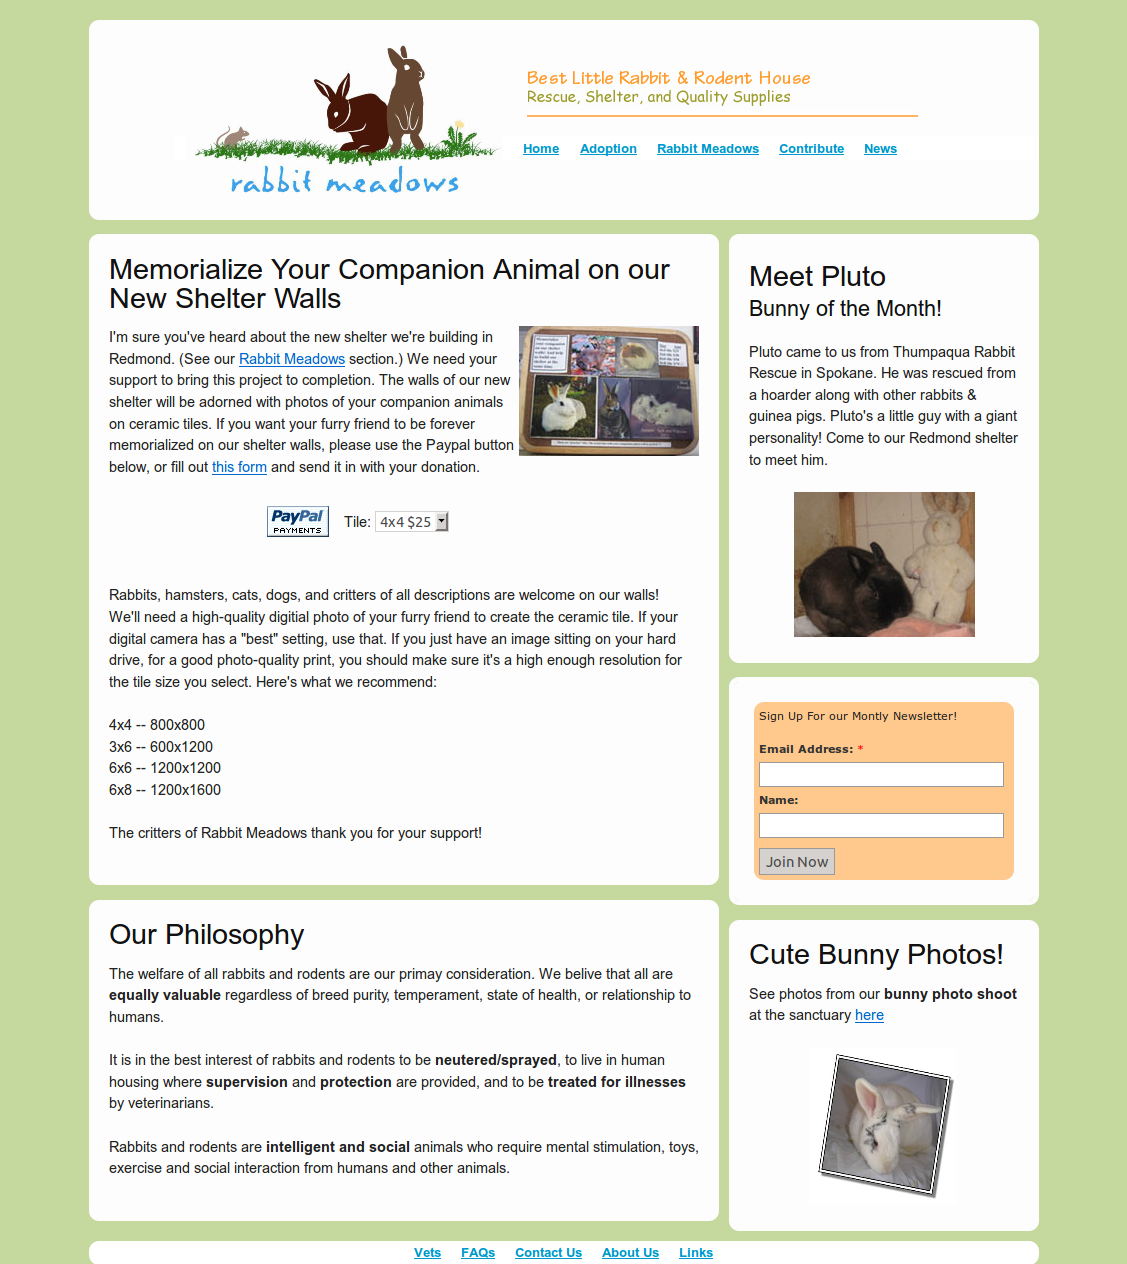 Best Little Rabbit & Rodent House
Rescue, Shelter, and Quality Supplies
Home Adoption Rabbit Meadows Contribute News
rabbit meadows
Memorialize Your Companion Animal on our
New Shelter Walls
I'm sure you've heard about the new shelter we're building in
Redmond. (See our Rabbit Meadows section.) We need your
support to bring this project to completion. The walls of our new
shelter will be adorned with photos of your companion animals
on ceramic tiles. If you want your furry friend to be forever
memorialized on our shelter walls, please use the Paypal button
below, or fill out this form and send it in with your donation.
PayPal
PAYMENTS
Tile: 4x4 $25
Rabbits, hamsters, cats, dogs, and critters of all descriptions are welcome on our walls!
We'll need a high-quality digitial photo of your furry friend to create the ceramic tile. If your
digital camera has a "best" setting, use that. If you just have an image sitting on your hard
drive, for a good photo-quality print, you should make sure it's a high enough resolution for
the tile size you select. Here's what we recommend:
4x4 -- 800x800
3x6 -- 600x1200
6x6 -- 1200x1200
6x8 -- 1200x1600
The critters of Rabbit Meadows thank you for your support!
Our Philosophy
The welfare of all rabbits and rodents are our primay consideration. We belive that all are
equally valuable regardless of breed purity, temperament, state of health, or relationship to
humans.
It is in the best interest of rabbits and rodents to be neutered/sprayed, to live in human
housing where supervision and protection are provided, and to be treated for illnesses
by veterinarians.
Rabbits and rodents are intelligent and social animals who require mental stimulation, toys,
exercise and social interaction from humans and other animals.
Meet Pluto
Bunny of the Month!
Pluto came to us from Thumpaqua Rabbit
Rescue in Spokane. He was rescued from
a hoarder along with other rabbits &
guinea pigs. Pluto's a little guy with a giant
personality! Come to our Redmond shelter
to meet him.
Sign Up For our Montly Newsletter!
Email Address: *
Name:
Join Now
Cute Bunny Photos!
See photos from our bunny photo shoot
at the sanctuary here
Vets FAQs Contact Us About Us Links